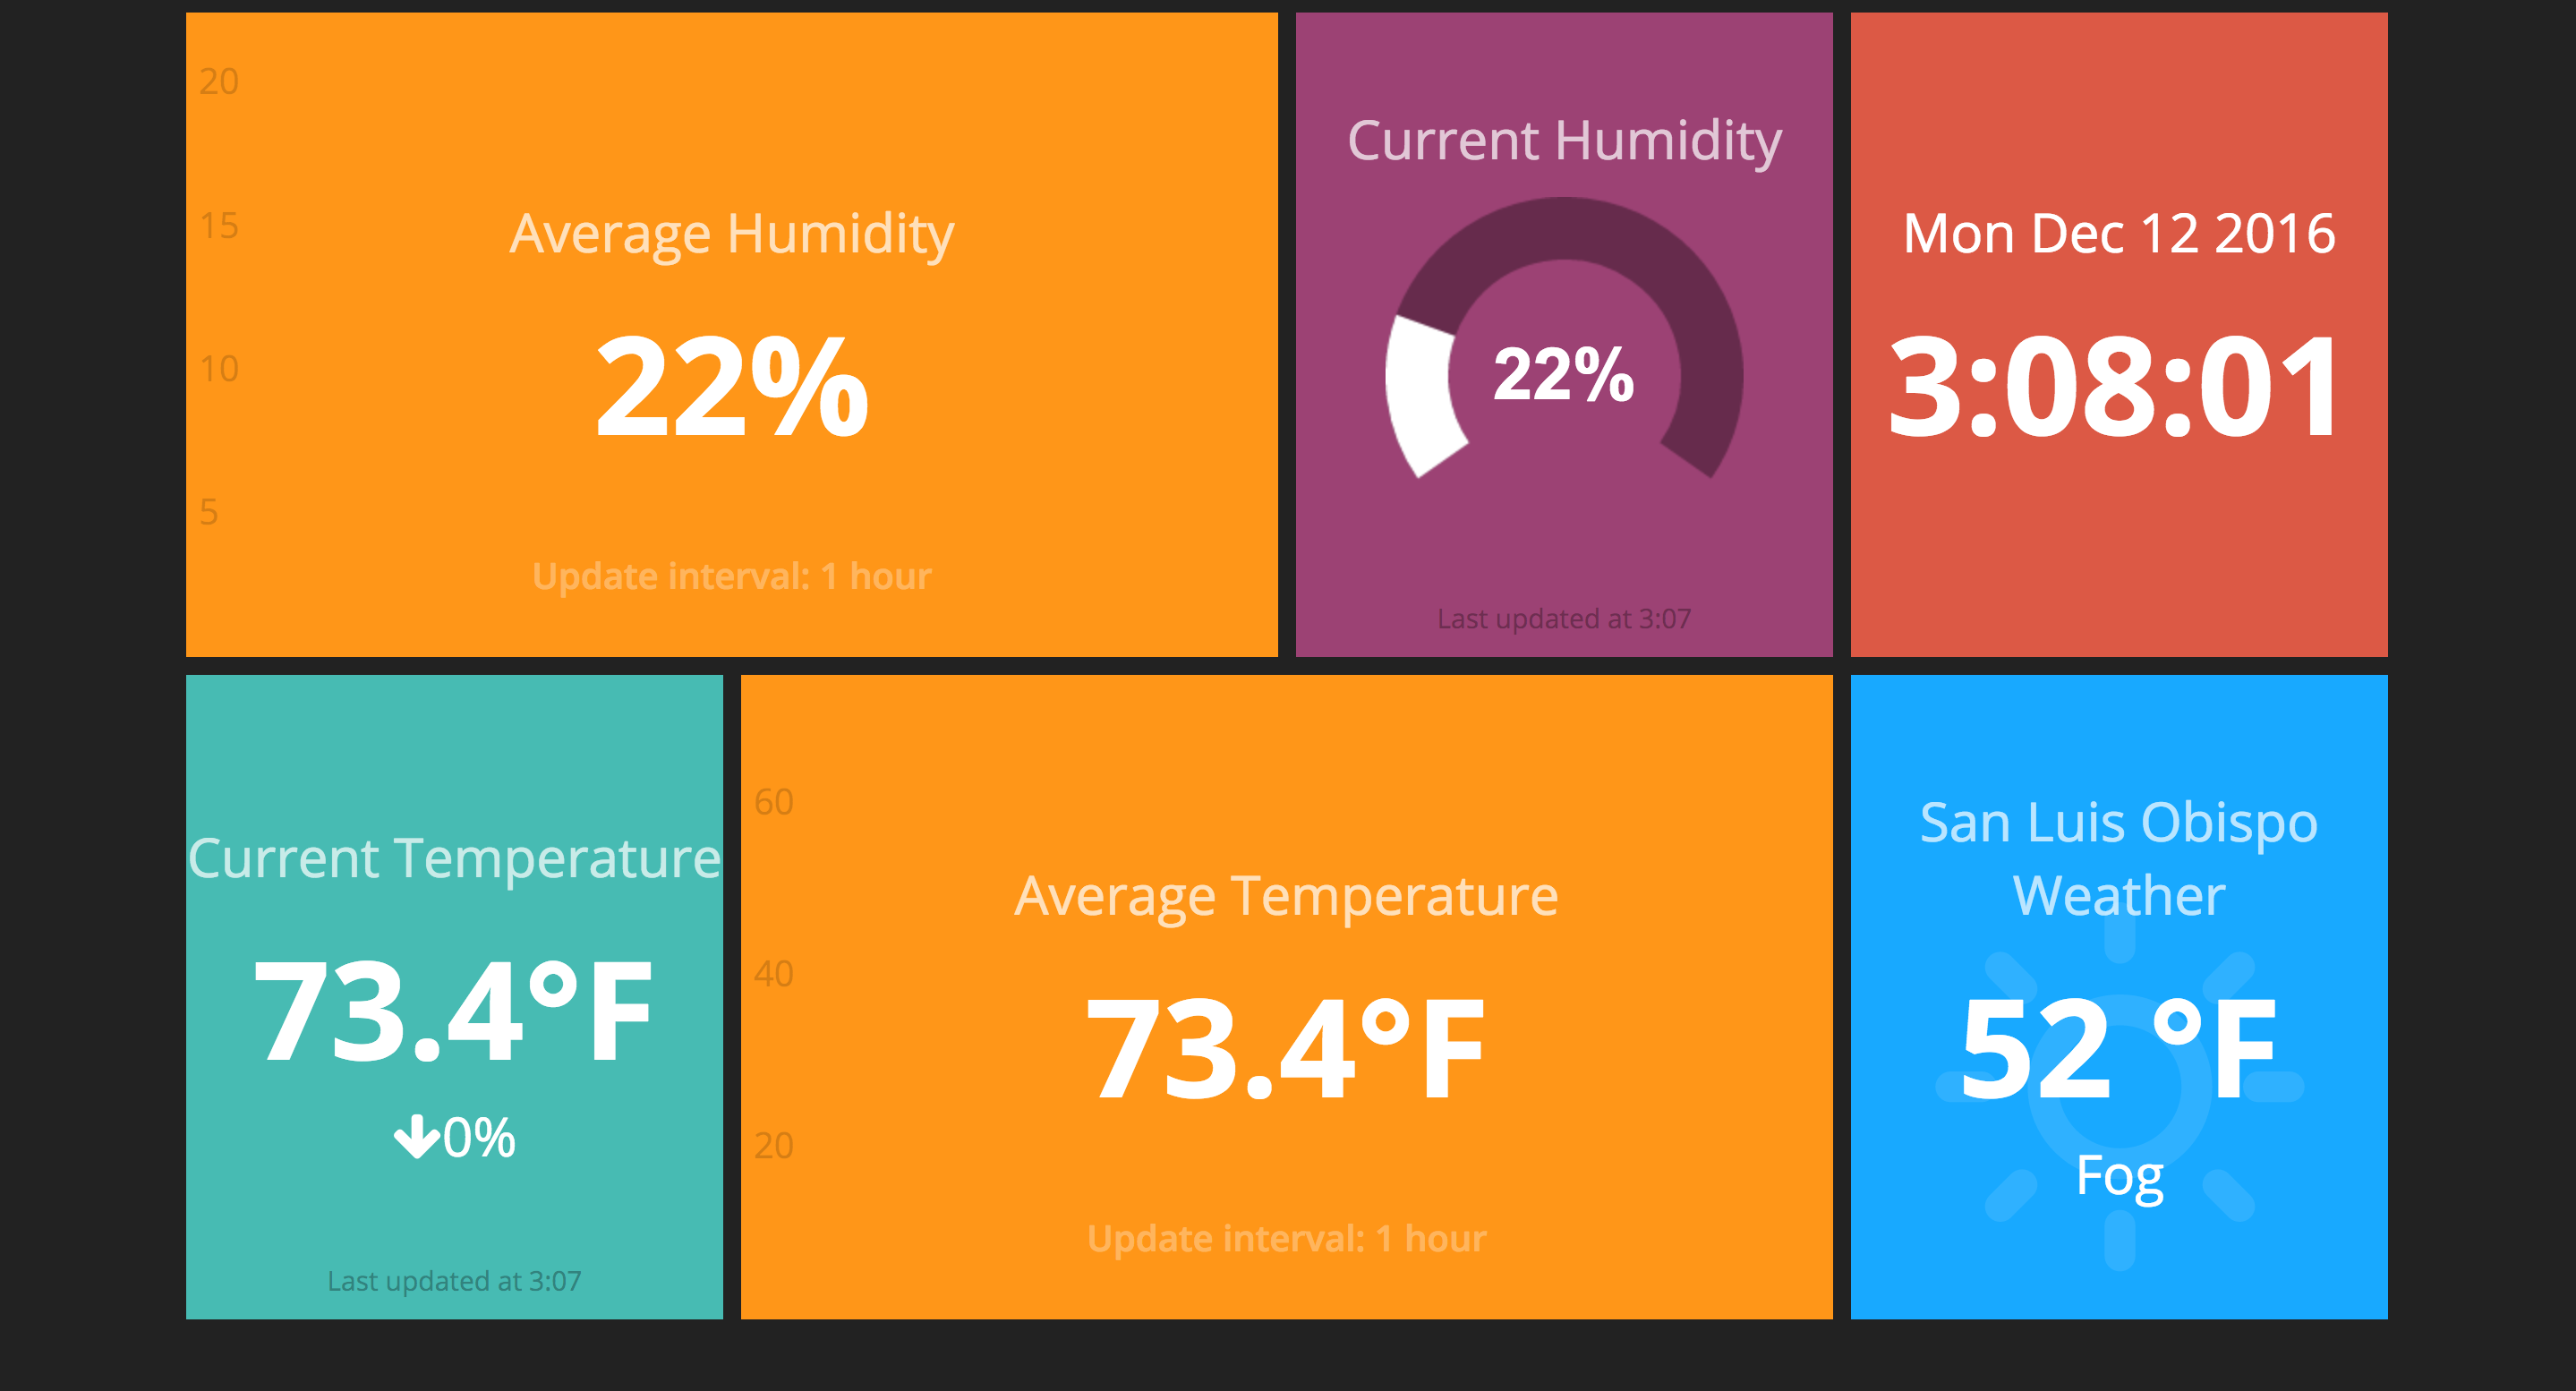 20
15
10
5
Average Humidity
22%
Update interval: 1 hour
Current Humidity
22%
Last updated at 3:07
Mon Dec 12 2016
3:08:01
Current Temperature
73.4°F
0%
Last updated at 3:07
60
40
20
Average Temperature
73.4°F
Update interval: 1 hour
San Luis Obispo
Weather
52 °F
Fog